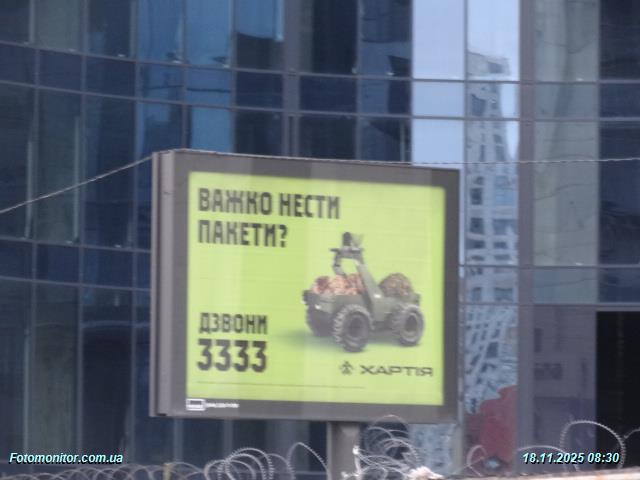 ВАЖКО НЕСТИ
ПАКЕТИ?
ДЗВОНИ
3333
ХАРТІЯ
Fotomonitor.com.ua
18.11.2025 08:30